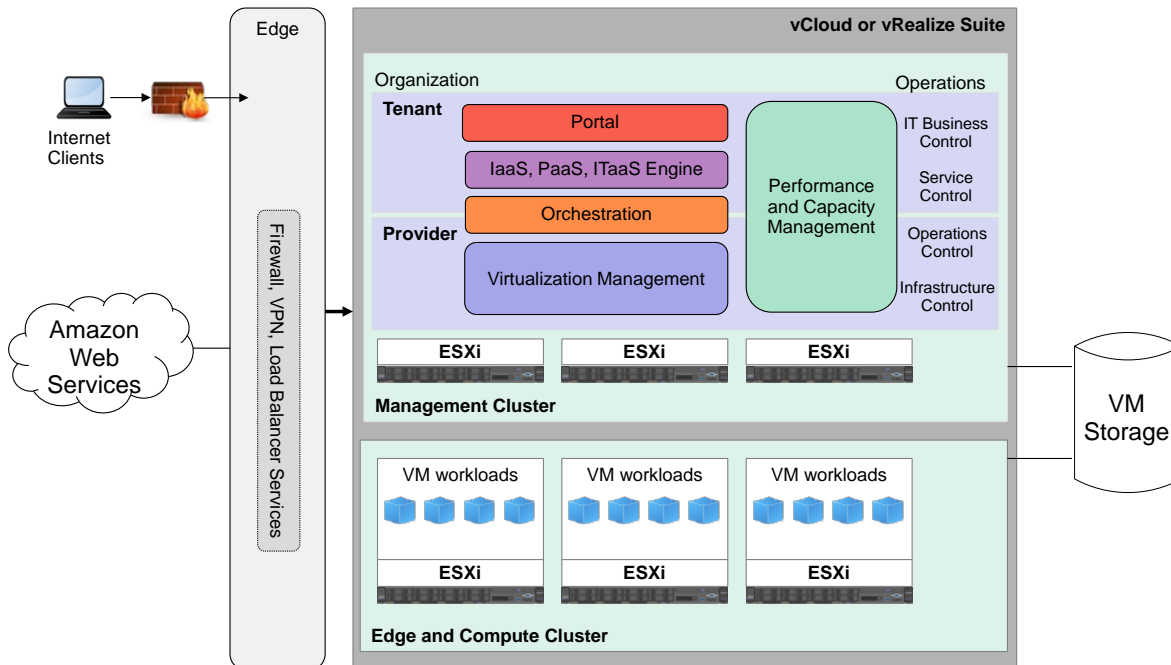 Edge
Internet
Clients
Amazon
Web
Services
Firewall, VPN, Load Balancer Services
vCloud or vRealize Suite
Organization
Operations
Tenant
Portal
IaaS, PaaS, ITaaS Engine
Orchestration
Provider
Virtualization Management
Performance
and Capacity
Management
IT Business
Control
Service
Control
Operations
Control
Infrastructure
Control
ESXi
ESXi
ESXi
Management Cluster
VM workloads
VM workloads
VM workloads
ESXi
ESXi
ESXi
Edge and Compute Cluster
VM
Storage